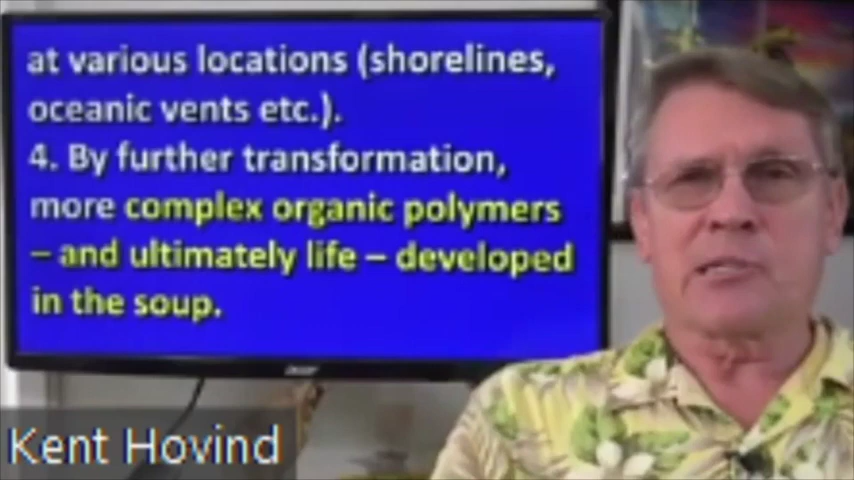 at various locations (shorelines,
oceanic vents etc.).
4. By further transformation,
more complex organic polymers
– and ultimately life – developed
in the soup.
acer
Kent Hovind